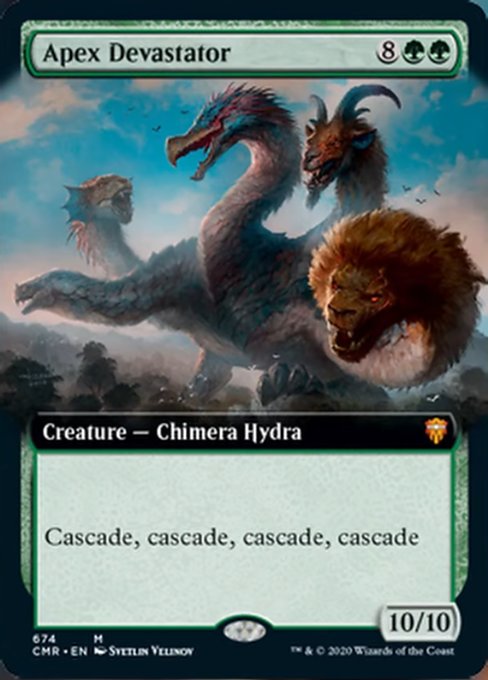 Apex Devastator 8
Creature — Chimera Hydra
Cascade, cascade, cascade, cascade
10/10
674 M
CMR • EN Svetlin Velinov ™ & © 2020 Wizards of the Coast